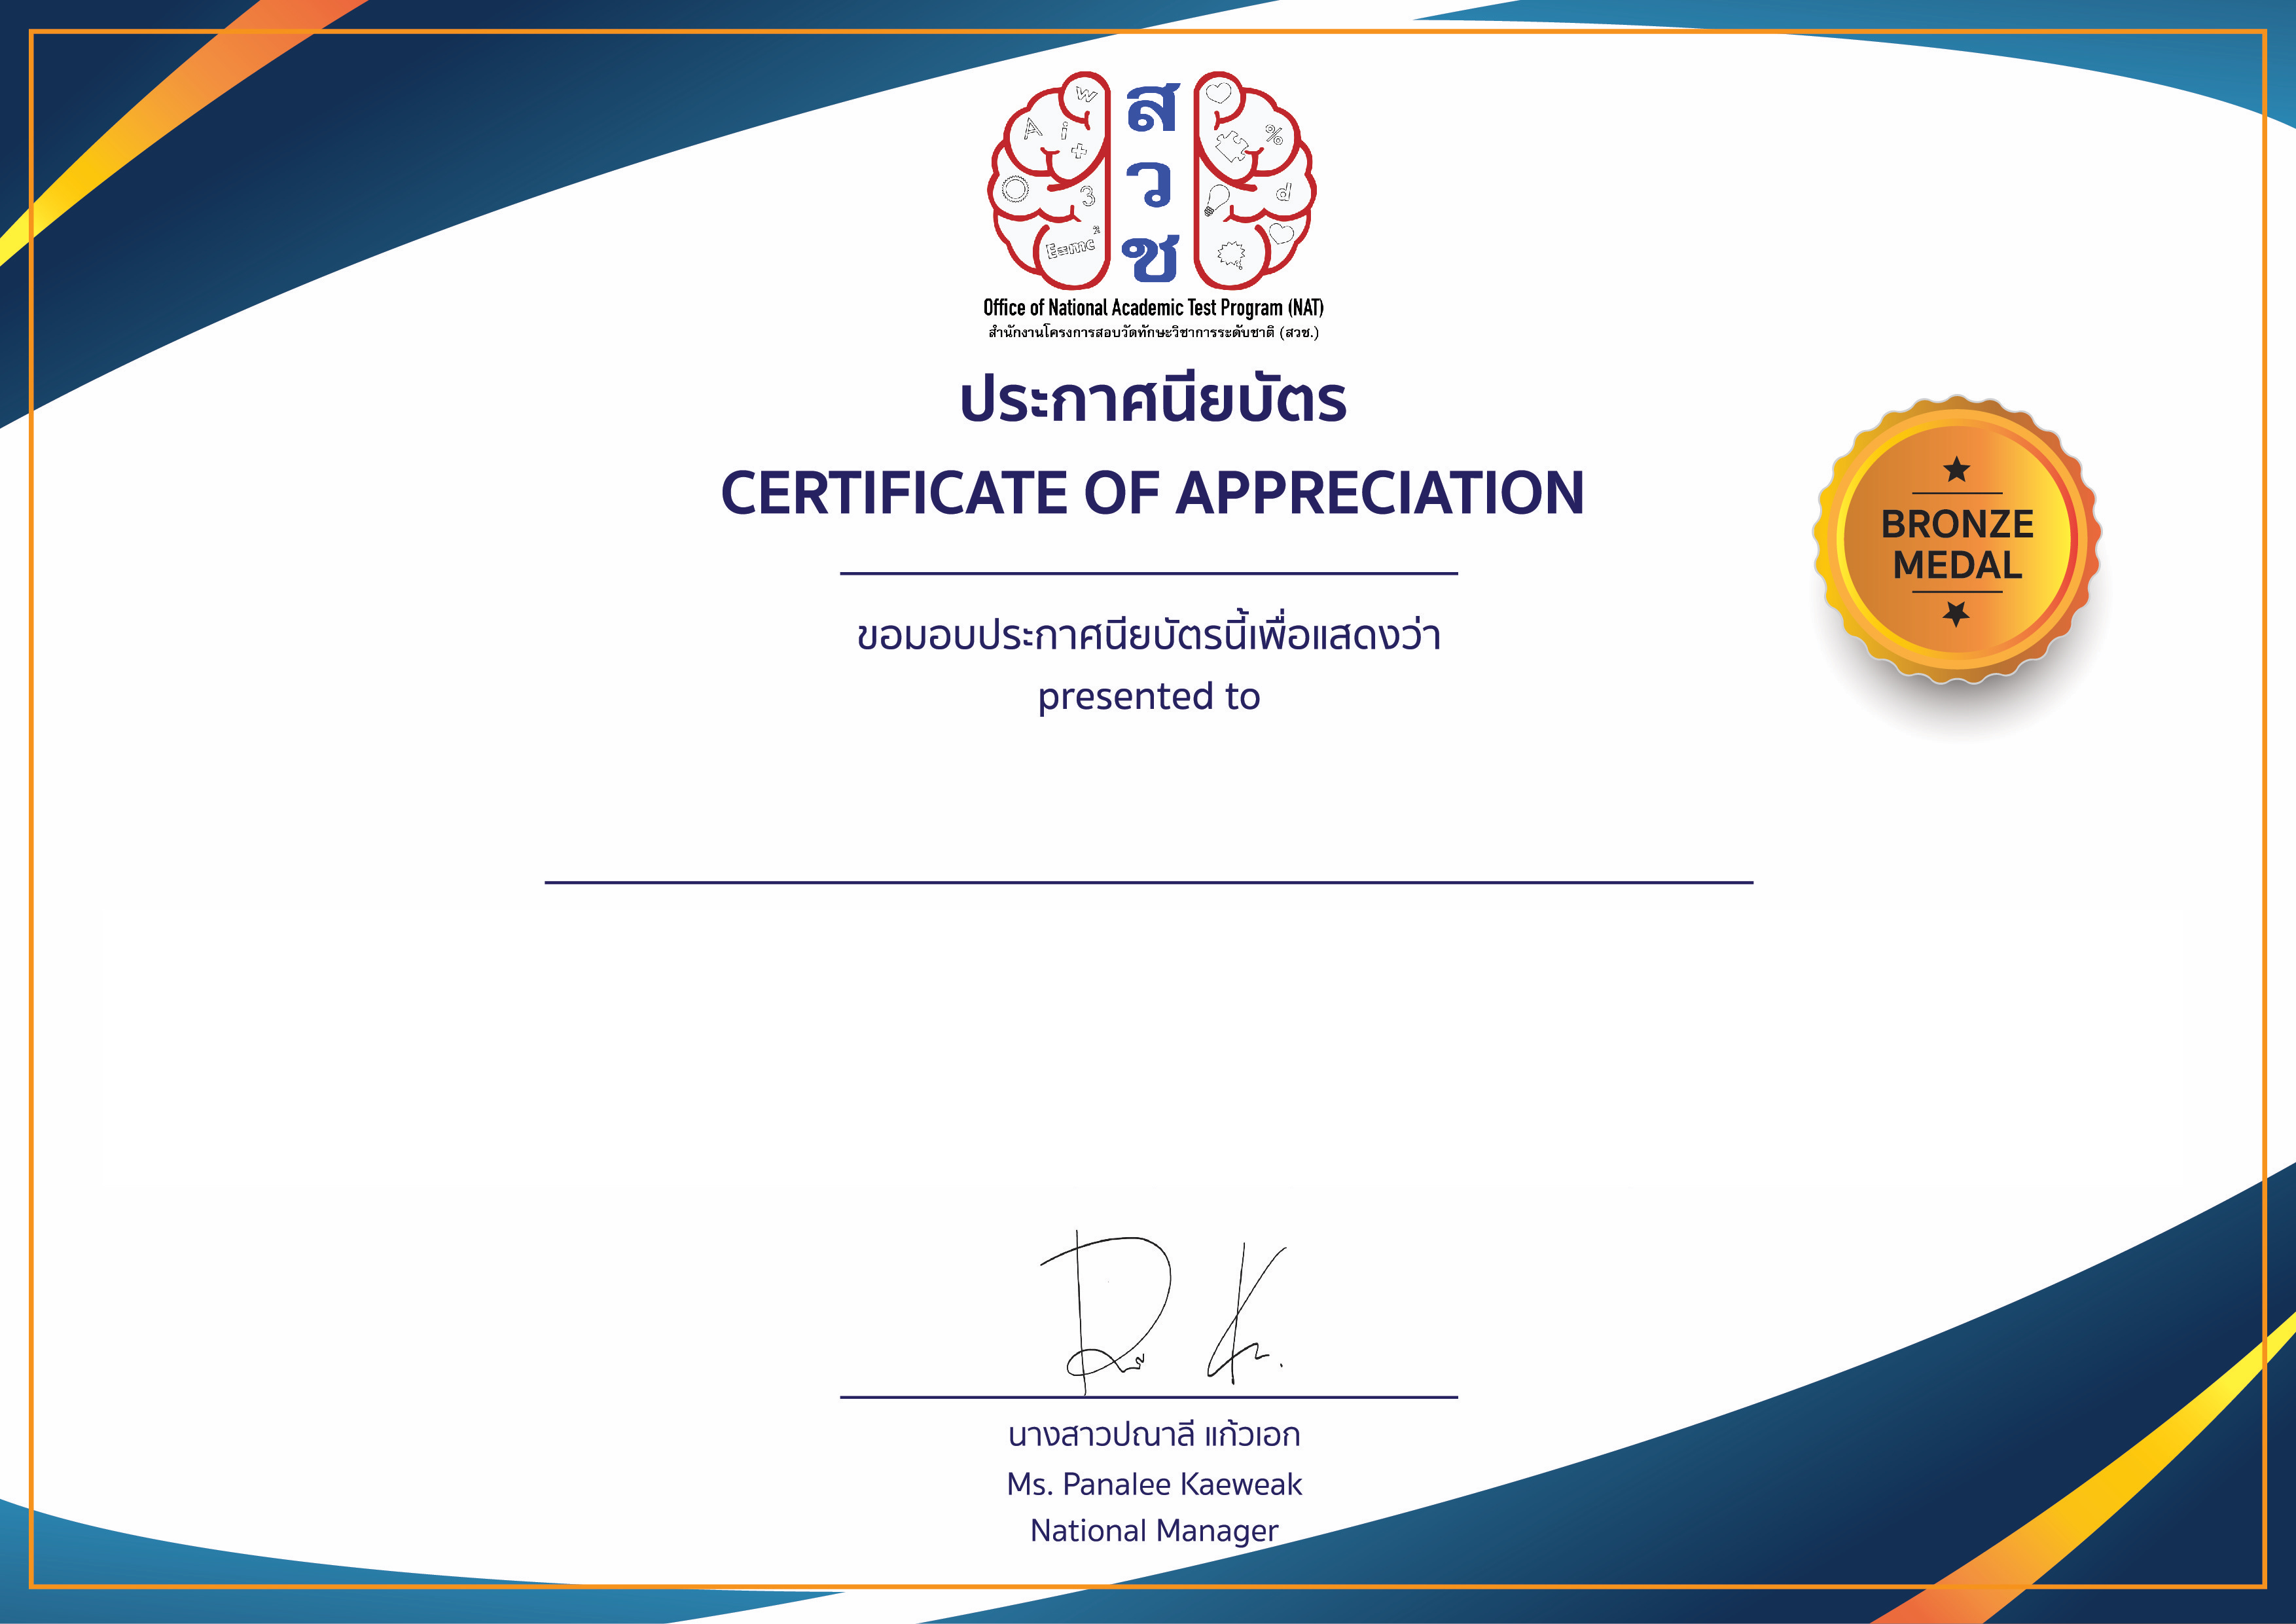 ส
ว
ช
W
A i
+
3
E=mc²
%
d
Office of National Academic Test Program (NAT)
สำนักงานโครงการสอบวัดทักษะวิชาการระดับชาติ (สวช.)
ประกาศนียบัตร
CERTIFICATE OF APPRECIATION
BRONZE
MEDAL
ขอมอบประกาศนียบัตรนี้เพื่อแสดงว่า
presented to
นางสาวปณาลี แก้วเอก
Ms. Panalee Kaeweak
National Manager